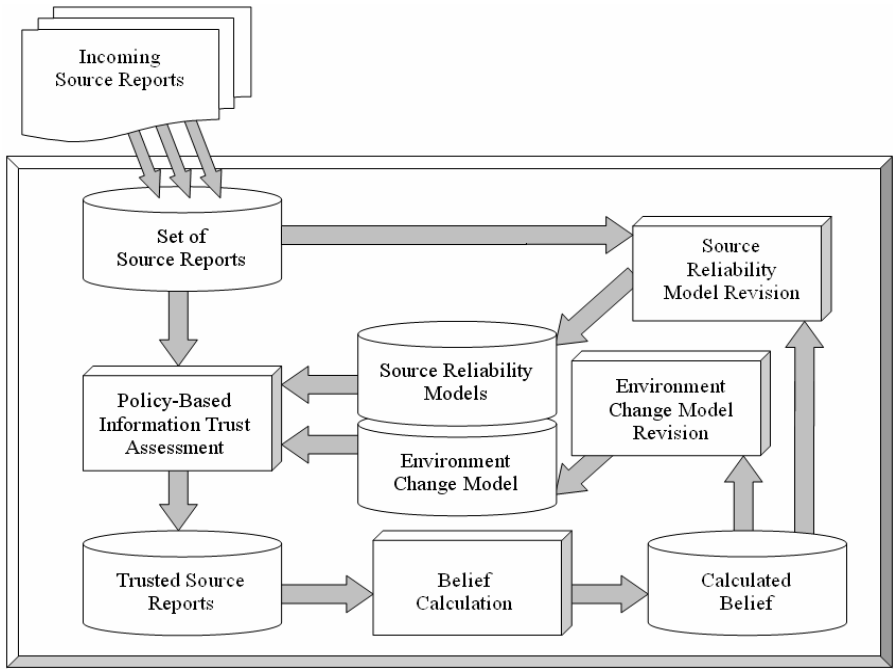 Incoming
Source Reports
Set of
Source Reports
Source
Reliability
Model Revision
Source Reliability
Models
Environment
Change Model
Revision
Policy-Based
Information Trust
Assessment
Environment
Change Model
Trusted Source
Reports
Belief
Calculation
Calculated
Belief